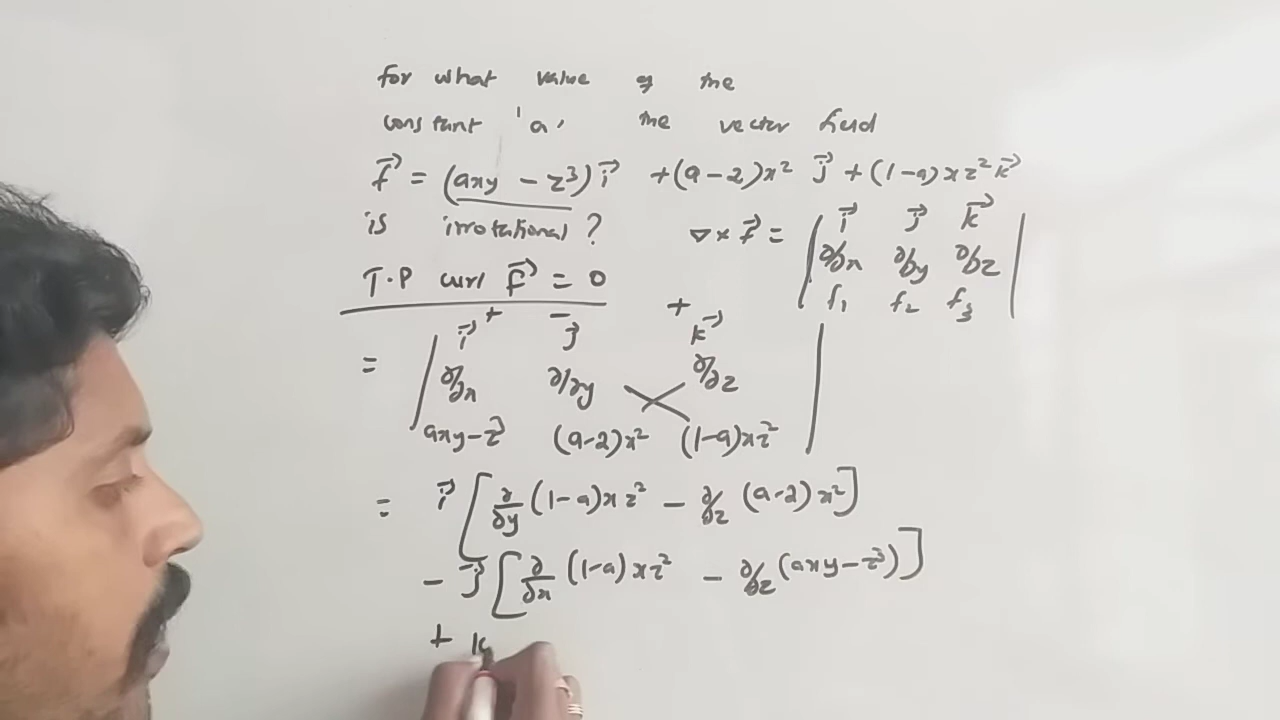 for what value of the
constant 'a' the vector field
f⃗ = (axy - z³) i⃗ + (a-2)x² j⃗ + (1-a)xz² k⃗
is irrotational ? ∇ × f⃗ = | i⃗ j⃗ k⃗
∂/∂x ∂/∂y ∂/∂z
f₁ f₂ f₃ |
T.P curl F⃗ = 0
+ - +
= | i⃗ j⃗ k⃗
∂/∂x ∂/∂y ∂/∂z
axy-z³ (a-2)x² (1-a)xz² |
= i⃗ [ ∂/∂y (1-a)xz² - ∂/∂z (a-2)x² ]
- j⃗ [ ∂/∂x (1-a)xz² - ∂/∂z (axy-z³) ]
+ k